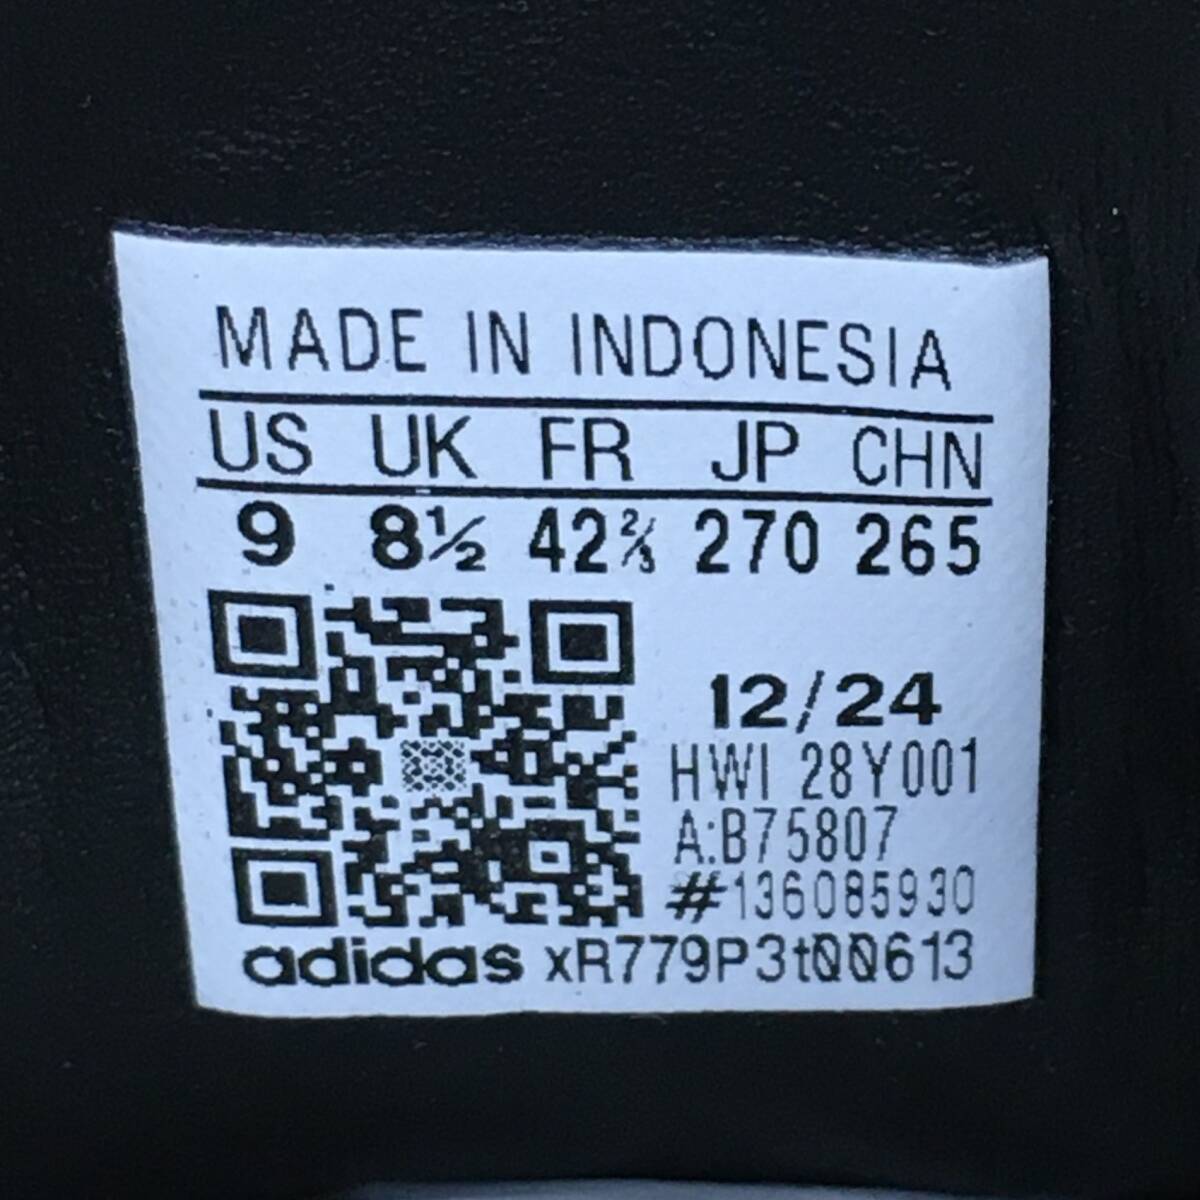 MADE IN INDONESIA
US UK FR JP CHN
9 8½ 42⅔ 270 265
12/24
HWI 28Y001
A:B75807
#136085930
adidas xR779P3t00613